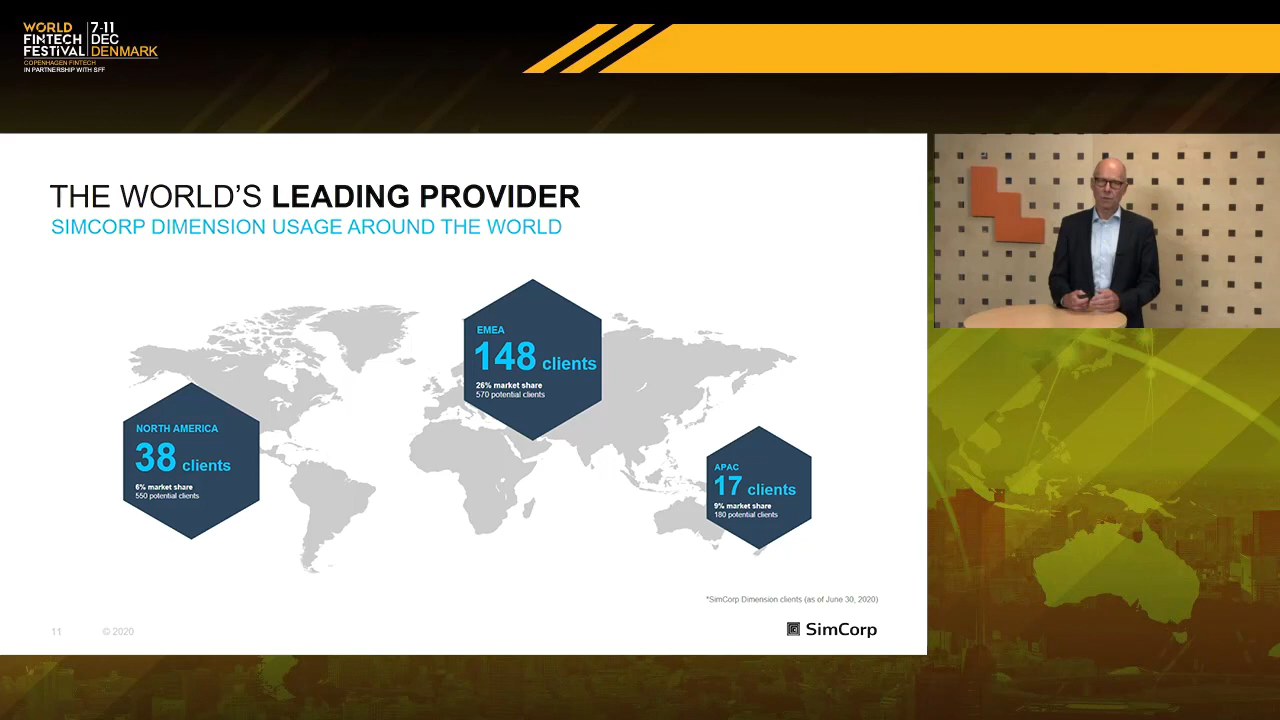 WORLD
FINTECH
FESTIVAL
7-11
DEC
DENMARK
COPENHAGEN FINTECH
IN PARTNERSHIP WITH SFF
THE WORLD'S LEADING PROVIDER
SIMCORP DIMENSION USAGE AROUND THE WORLD
EMEA
148 clients
26% market share
570 potential clients
NORTH AMERICA
38 clients
6% market share
550 potential clients
APAC
17 clients
9% market share
180 potential clients
*SimCorp Dimension clients (as of June 30, 2020)
11 © 2020
SimCorp